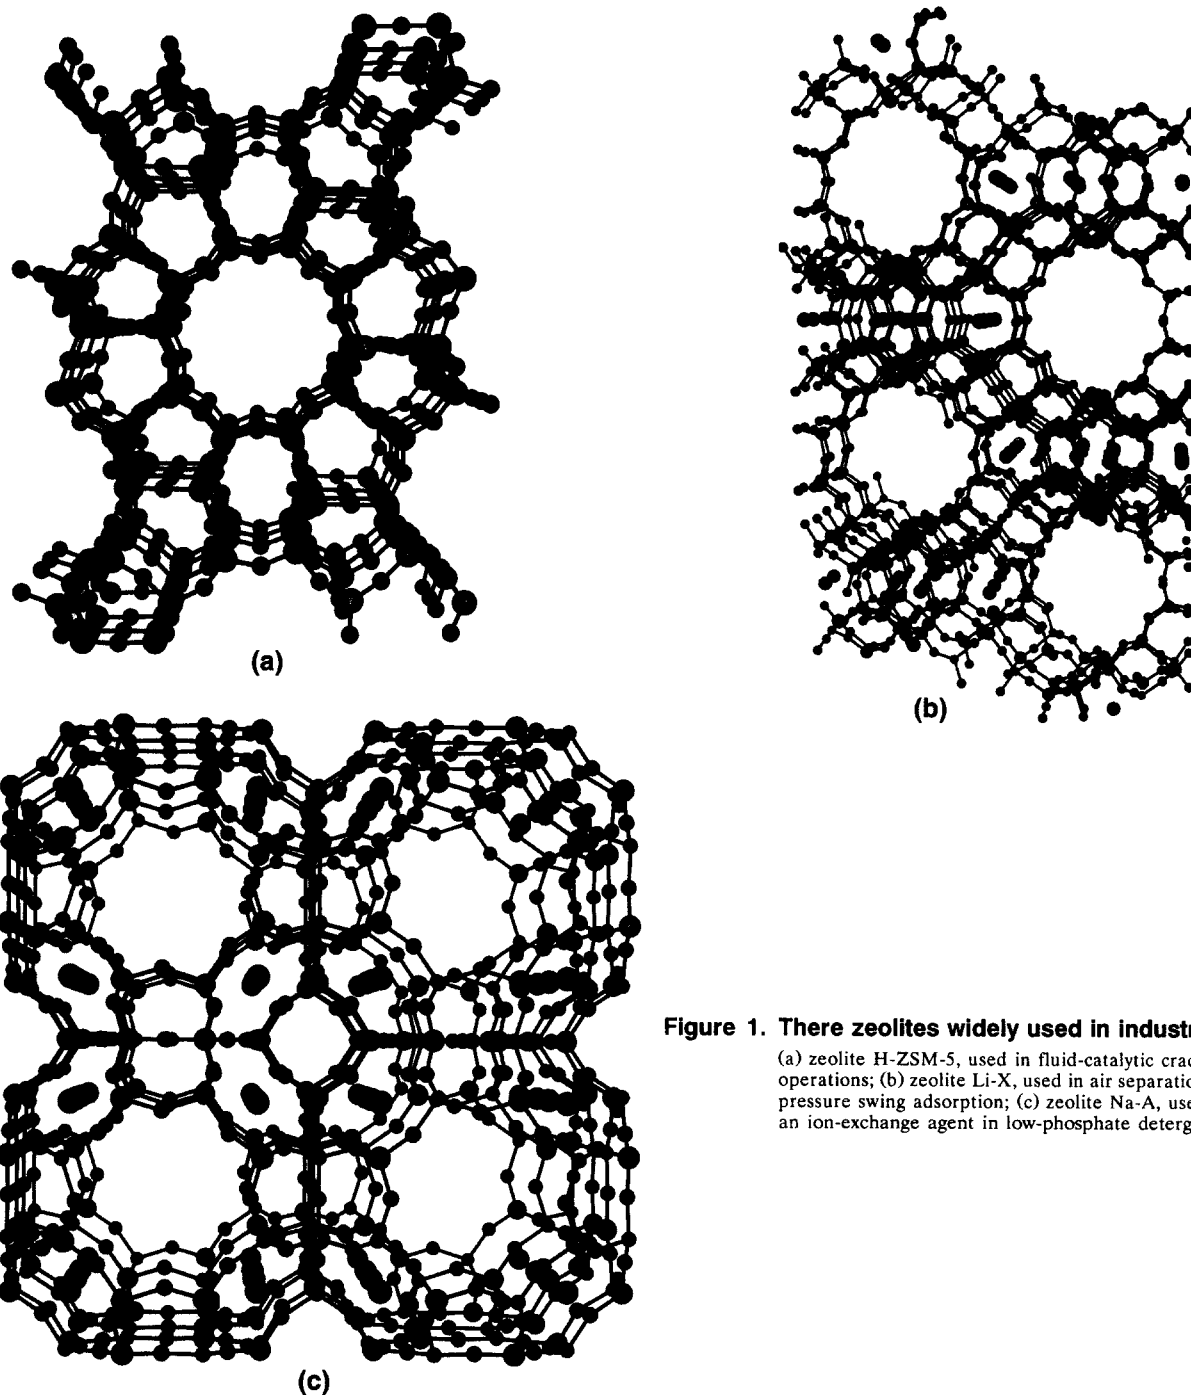 (a)
(b)
(c)
Figure 1. There zeolites widely used in industr
(a) zeolite H-ZSM-5, used in fluid-catalytic crac
operations; (b) zeolite Li-X, used in air separatio
pressure swing adsorption; (c) zeolite Na-A, use
an ion-exchange agent in low-phosphate deterg